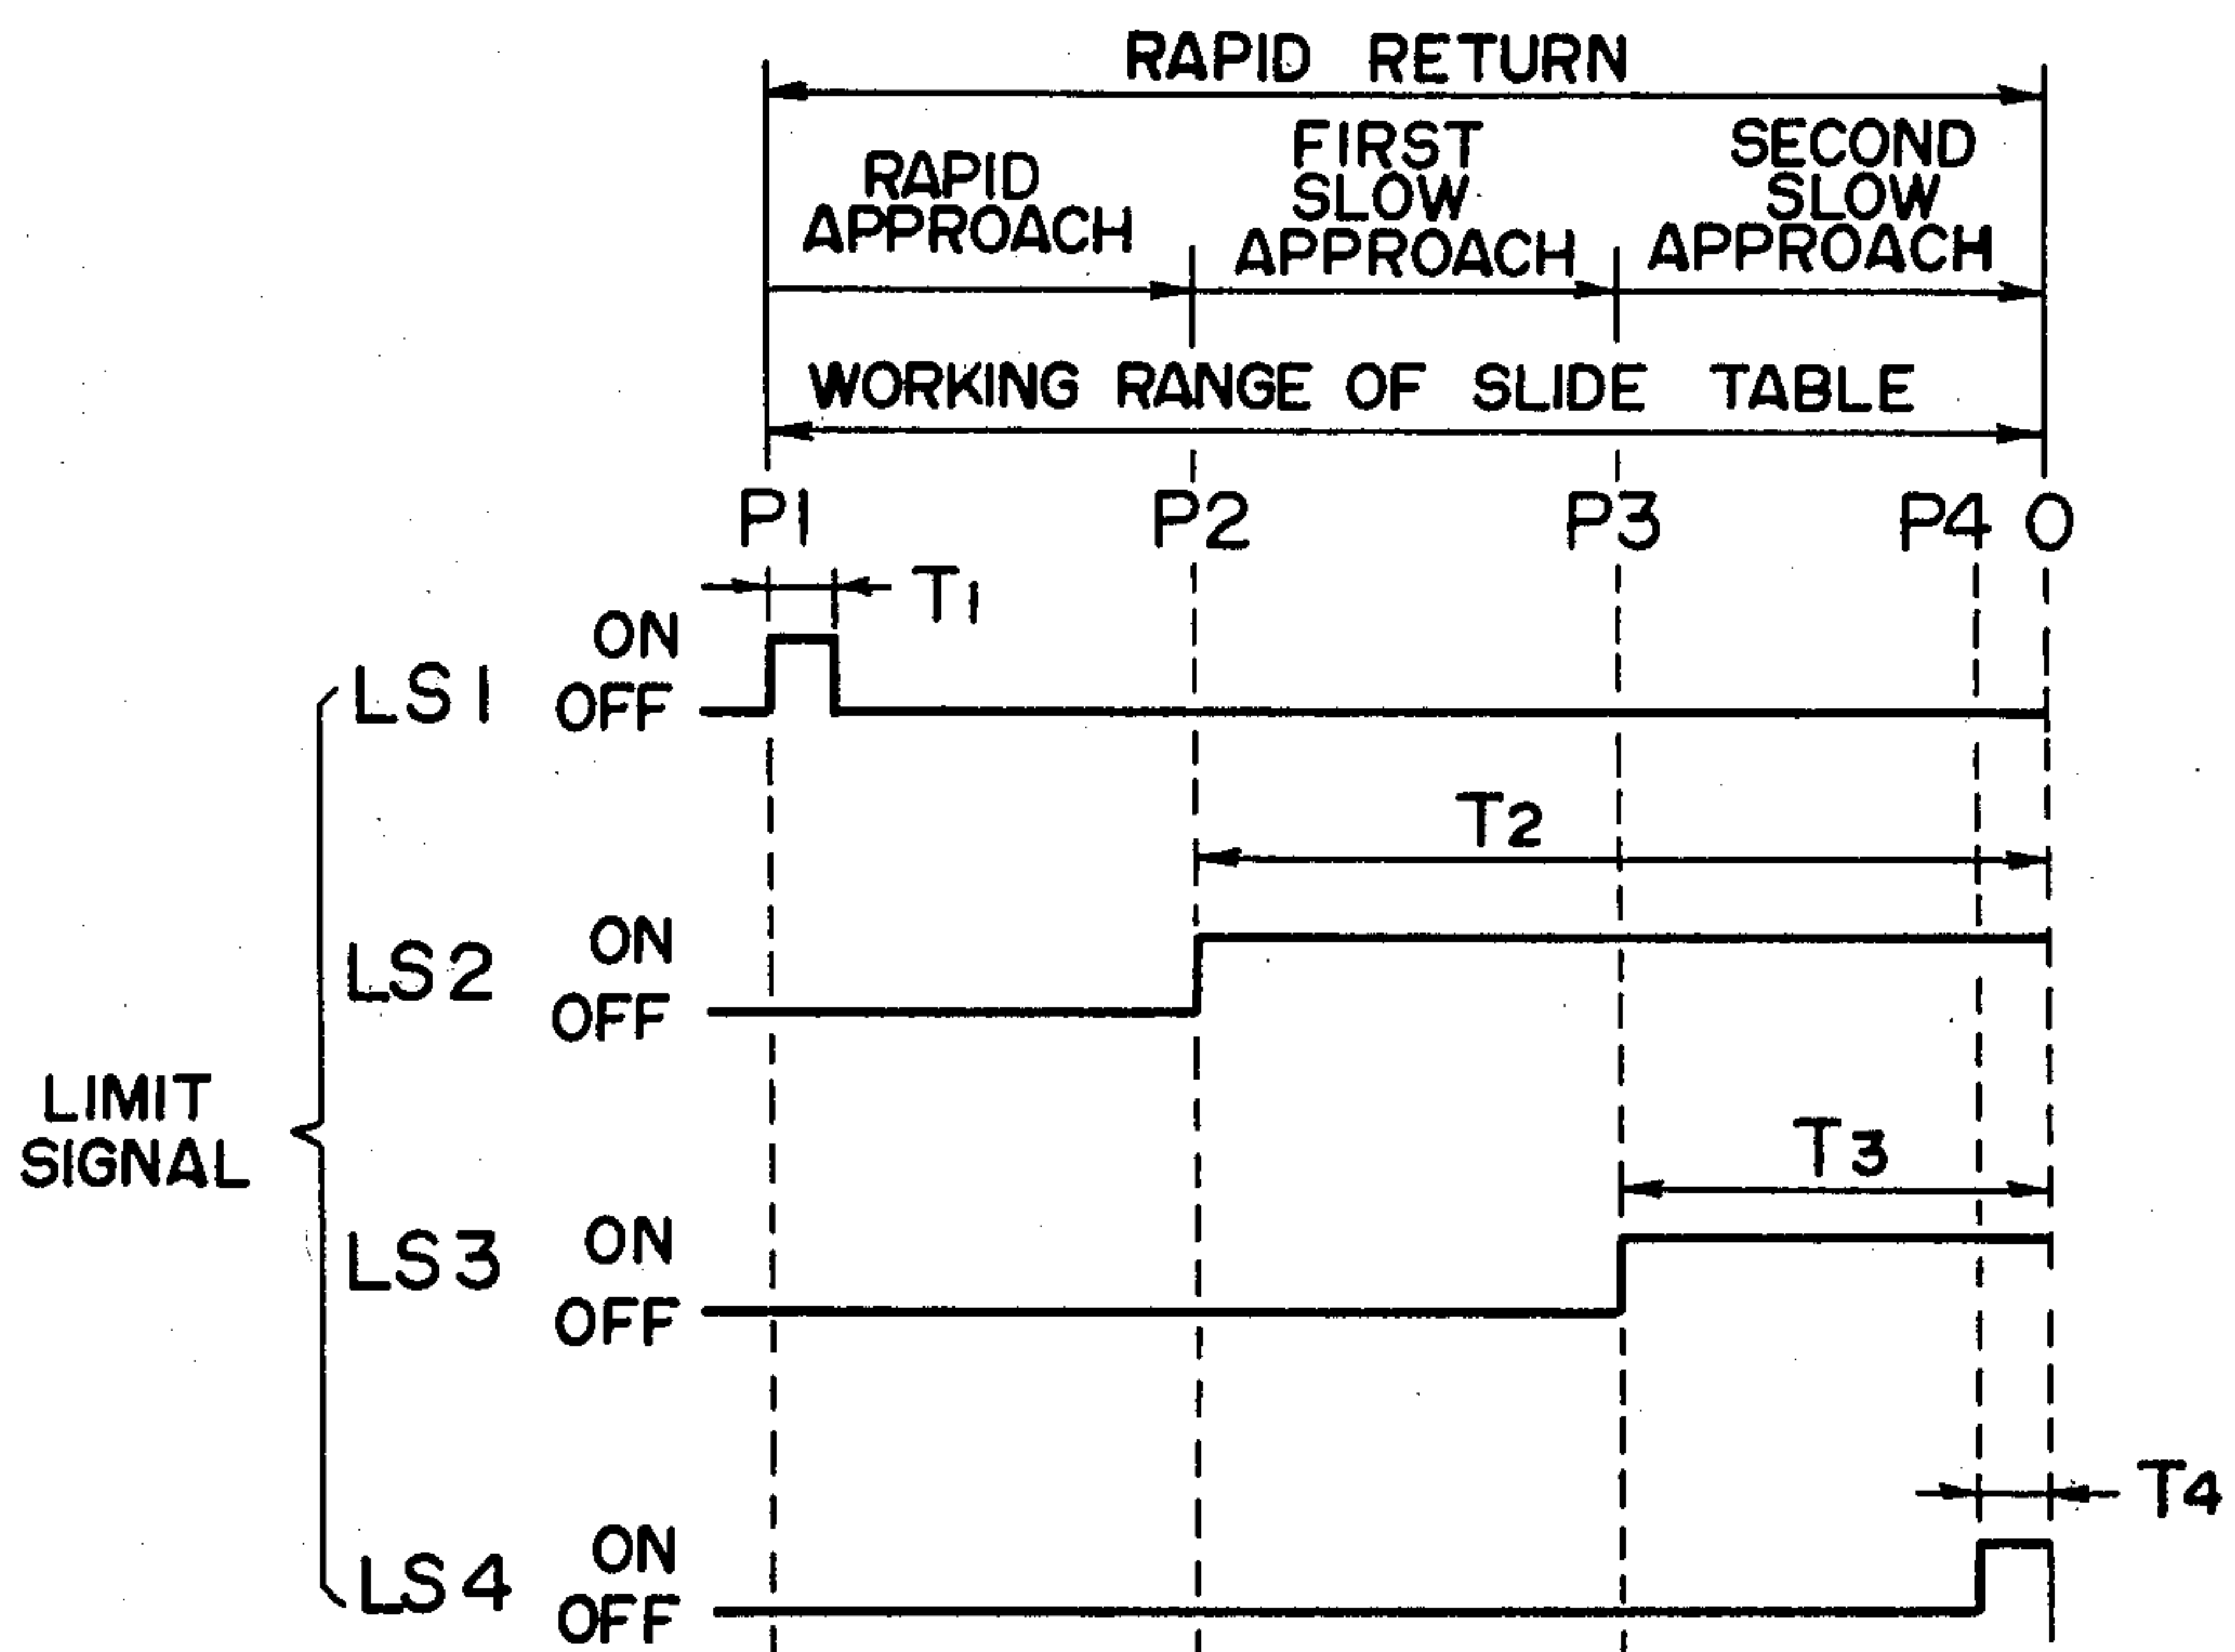 RAPID RETURN
RAPID
APPROACH
FIRST
SLOW
APPROACH
SECOND
SLOW
APPROACH
WORKING RANGE OF SLIDE TABLE
P1 P2 P3 P4 O
T1
ON
LS1 OFF
T2
ON
LS2
OFF
LIMIT
SIGNAL
T3
ON
LS3
OFF
T4
ON
LS4
OFF